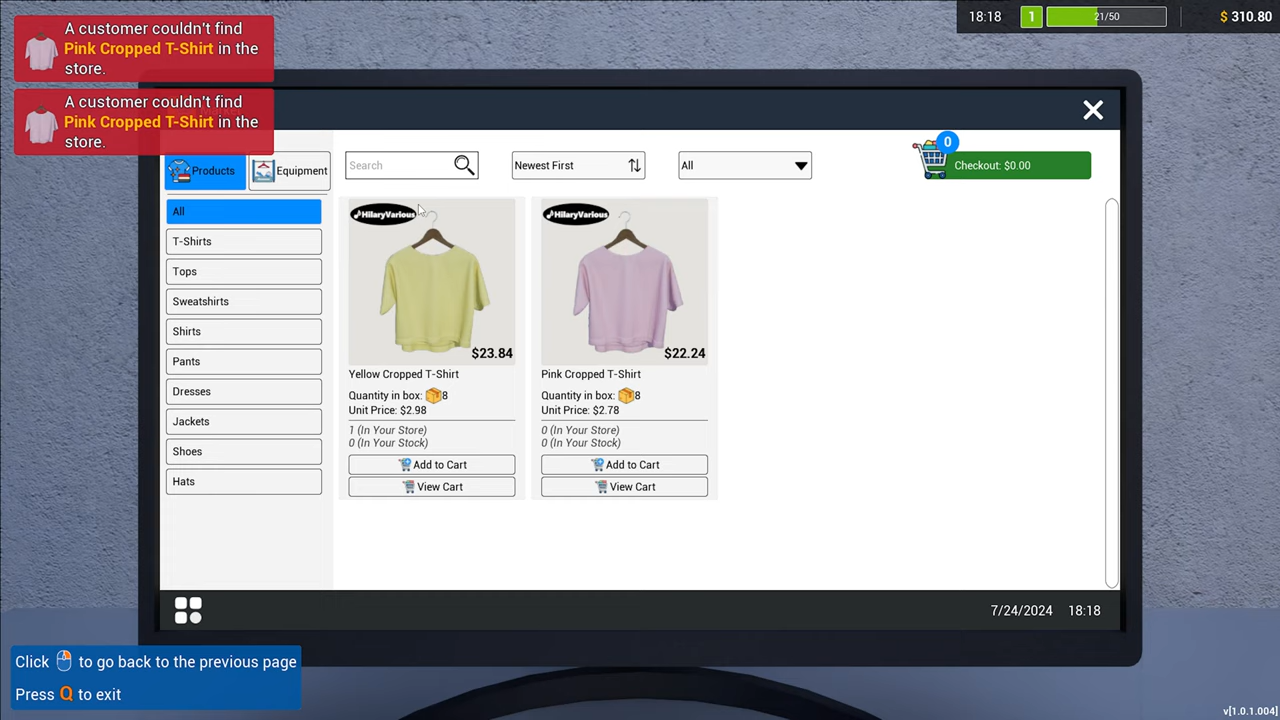 A customer couldn't find
Pink Cropped T-Shirt in the
store.
A customer couldn't find
Pink Cropped T-Shirt in the
store.
18:18
1
21/50
$ 310.80
Products
Equipment
Search
Newest First
All
0
Checkout: $0.00
All
T-Shirts
Tops
Sweatshirts
Shirts
Pants
Dresses
Jackets
Shoes
Hats
HilaryVarious
$23.84
Yellow Cropped T-Shirt
Quantity in box: 8
Unit Price: $2.98
1 (In Your Store)
0 (In Your Stock)
Add to Cart
View Cart
HilaryVarious
$22.24
Pink Cropped T-Shirt
Quantity in box: 8
Unit Price: $2.78
0 (In Your Store)
0 (In Your Stock)
Add to Cart
View Cart
7/24/2024 18:18
Click to go back to the previous page
Press Q to exit
v[1.0.1.004]